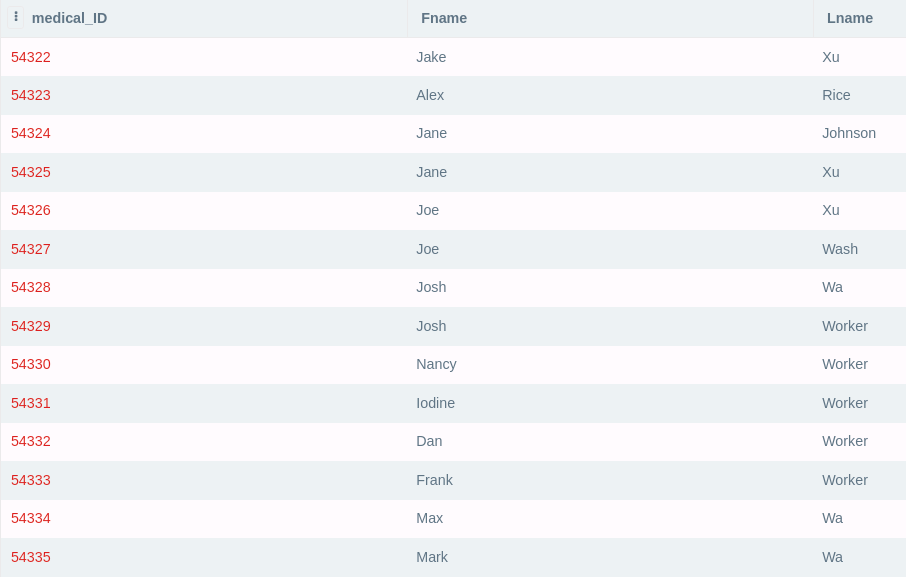 medical_ID Fname Lname
54322 Jake Xu
54323 Alex Rice
54324 Jane Johnson
54325 Jane Xu
54326 Joe Xu
54327 Joe Wash
54328 Josh Wa
54329 Josh Worker
54330 Nancy Worker
54331 Iodine Worker
54332 Dan Worker
54333 Frank Worker
54334 Max Wa
54335 Mark Wa